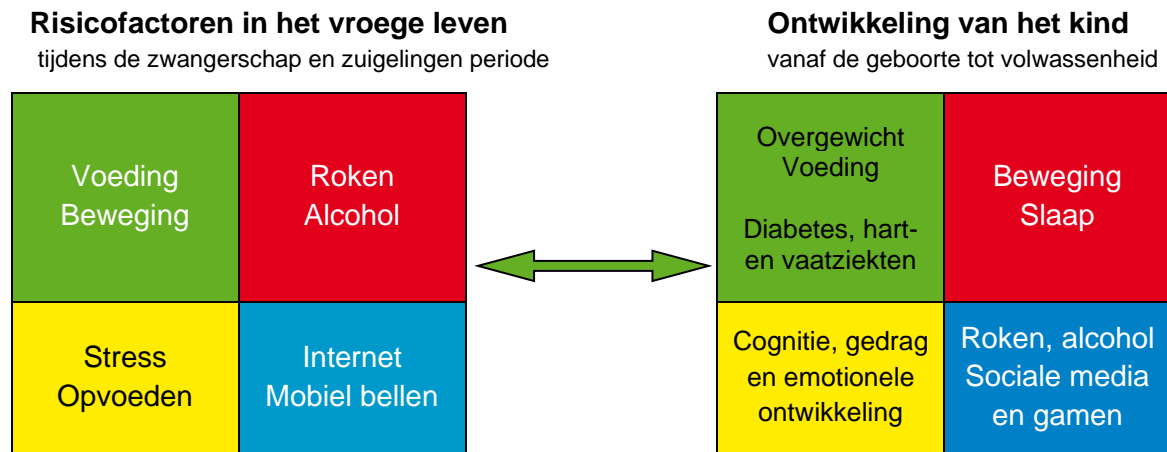 Risicofactoren in het vroege leven
tijdens de zwangerschap en zuigelingen periode
Voeding
Beweging
Roken
Alcohol
Stress
Opvoeden
Internet
Mobiel bellen
Ontwikkeling van het kind
vanaf de geboorte tot volwassenheid
Overgewicht
Voeding
Diabetes, hart-
en vaatziekten
Beweging
Slaap
Cognitie, gedrag
en emotionele
ontwikkeling
Roken, alcohol
Sociale media
en gamen